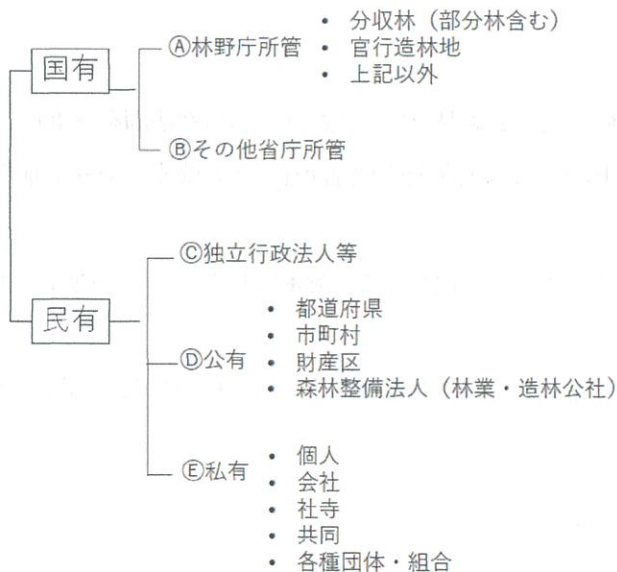 国有
Ⓐ林野庁所管
• 分収林（部分林含む）
• 官行造林地
• 上記以外
Ⓑその他省庁所管
民有
Ⓒ独立行政法人等
Ⓓ公有
• 都道府県
• 市町村
• 財産区
• 森林整備法人（林業・造林公社）
Ⓔ私有
• 個人
• 会社
• 社寺
• 共同
• 各種団体・組合